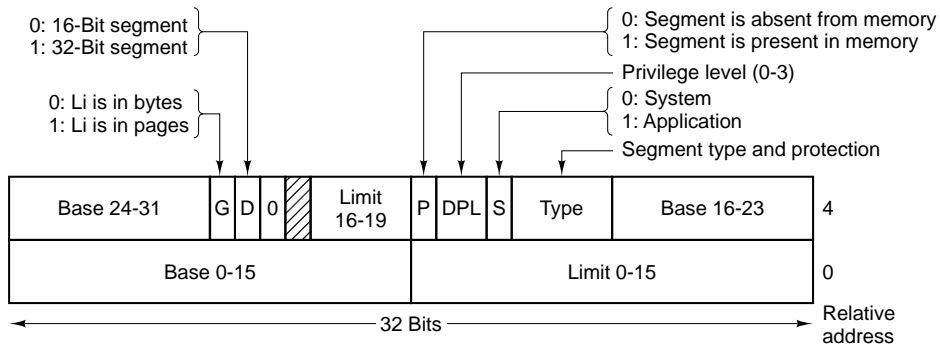 0: 16-Bit segment
1: 32-Bit segment
0: Li is in bytes
1: Li is in pages
0: Segment is absent from memory
1: Segment is present in memory
Privilege level (0-3)
0: System
1: Application
Segment type and protection
Base 24-31
G
D
0
Limit
16-19
P
DPL
S
Type
Base 16-23
4
Base 0-15
Limit 0-15
0
32 Bits
Relative
address